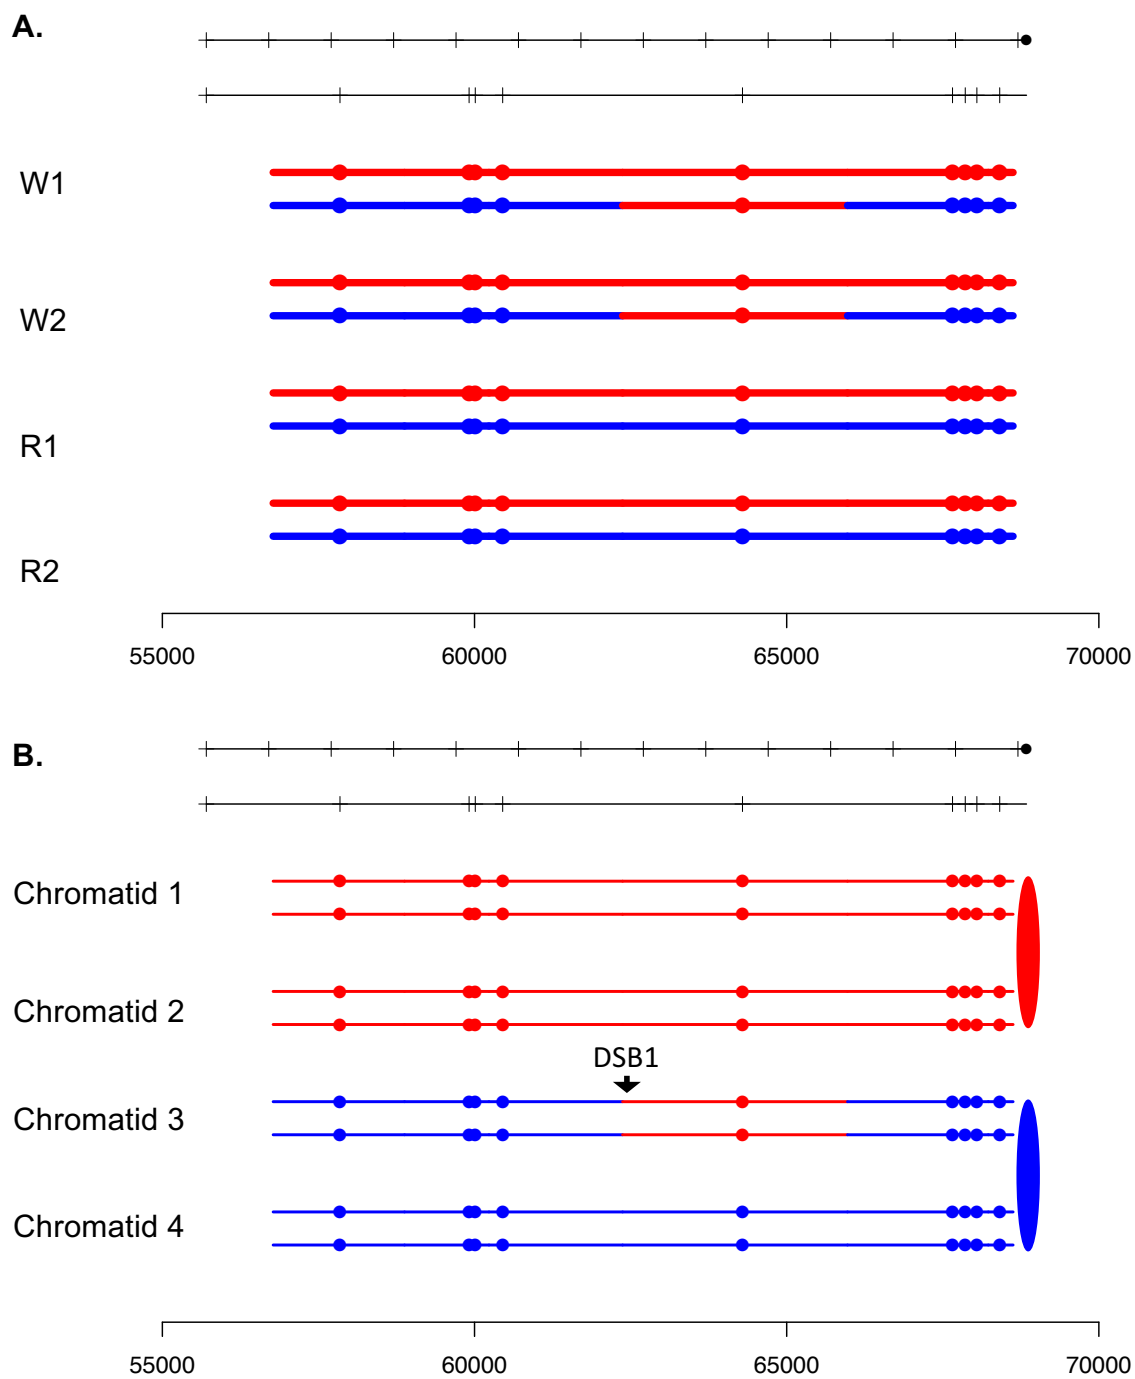 A.
W1
W2
R1
R2
55000 60000 65000 70000
B.
Chromatid 1
Chromatid 2
DSB1
Chromatid 3
Chromatid 4
55000 60000 65000 70000